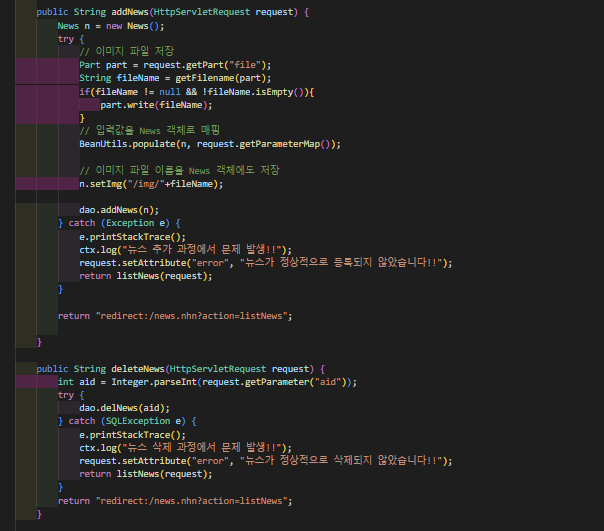 public String addNews(HttpServletRequest request) {
News n = new News();
try {
// 이미지 파일 저장
Part part = request.getPart("file");
String fileName = getFilename(part);
if(fileName != null && !fileName.isEmpty()){
part.write(fileName);
}
// 입력값을 News 객체로 매핑
BeanUtils.populate(n, request.getParameterMap());
// 이미지 파일 이름을 News 객체에도 저장
n.setImg("/img/"+fileName);
dao.addNews(n);
} catch (Exception e) {
e.printStackTrace();
ctx.log("뉴스 추가 과정에서 문제 발생!!");
request.setAttribute("error", "뉴스가 정상적으로 등록되지 않았습니다!!");
return listNews(request);
}
return "redirect:/news.nhn?action=listNews";
}
public String deleteNews(HttpServletRequest request) {
int aid = Integer.parseInt(request.getParameter("aid"));
try {
dao.delNews(aid);
} catch (SQLException e) {
e.printStackTrace();
ctx.log("뉴스 삭제 과정에서 문제 발생!!");
request.setAttribute("error", "뉴스가 정상적으로 삭제되지 않았습니다!!");
return listNews(request);
}
return "redirect:/news.nhn?action=listNews";
}